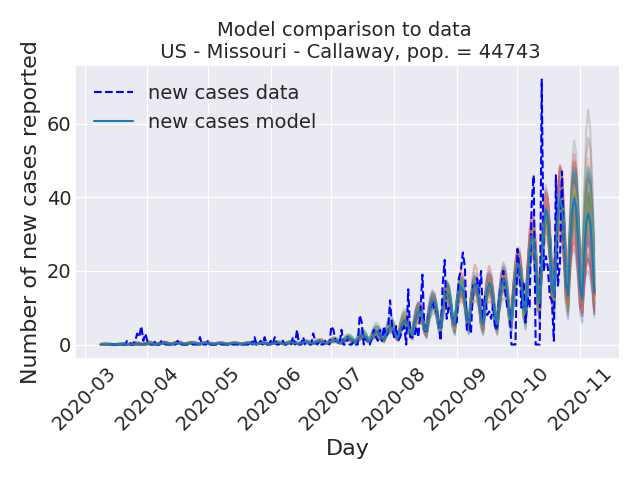 Model comparison to data
US - Missouri - Callaway, pop. = 44743
Number of new cases reported
new cases data
new cases model
60
40
20
0
2020-03
2020-04
2020-05
2020-06
2020-07
2020-08
2020-09
2020-10
2020-11
Day